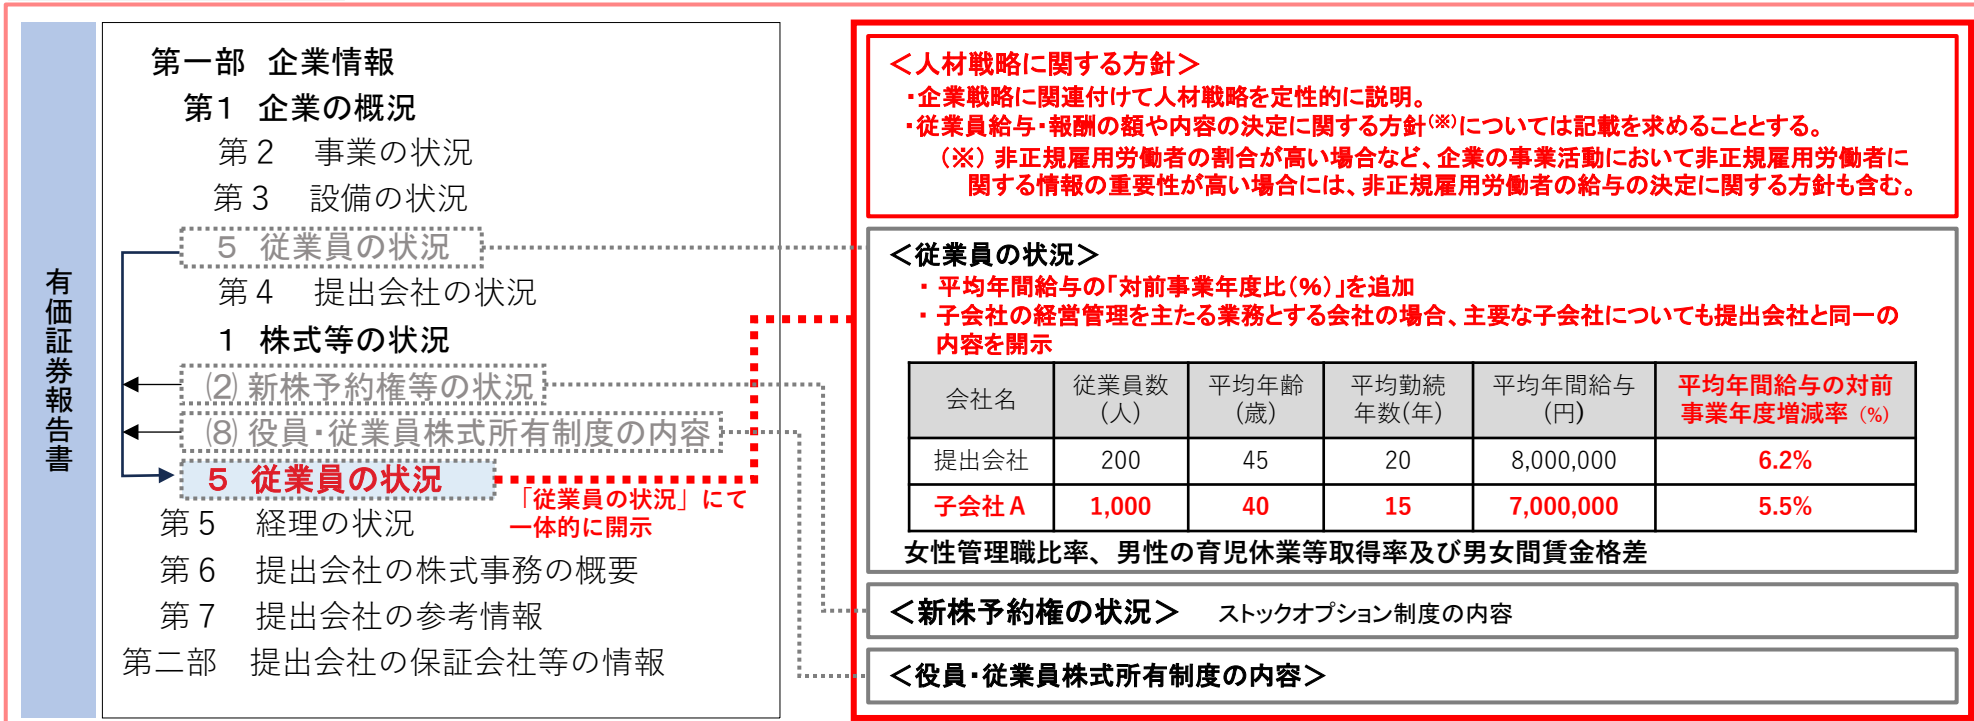 有価証券報告書
第一部 企業情報
第1 企業の概況
第2 事業の状況
第3 設備の状況
5 従業員の状況
第4 提出会社の状況
1 株式等の状況
(2) 新株予約権等の状況
(8) 役員・従業員株式所有制度の内容
5 従業員の状況
「従業員の状況」にて
一体的に開示
第5 経理の状況
第6 提出会社の株式事務の概要
第7 提出会社の参考情報
第二部 提出会社の保証会社等の情報
＜人材戦略に関する方針＞
・企業戦略に関連付けて人材戦略を定性的に説明。
・従業員給与・報酬の額や内容の決定に関する方針(※)については記載を求めることとする。
（※）非正規雇用労働者の割合が高い場合など、企業の事業活動において非正規雇用労働者に
関する情報の重要性が高い場合には、非正規雇用労働者の給与の決定に関する方針も含む。
＜従業員の状況＞
・ 平均年間給与の「対前事業年度比(%)」を追加
・ 子会社の経営管理を主たる業務とする会社の場合、主要な子会社についても提出会社と同一の
内容を開示
会社名 従業員数(人) 平均年齢(歳) 平均勤続年数(年) 平均年間給与(円) 平均年間給与の対前事業年度増減率 (%)
提出会社 200 45 20 8,000,000 6.2%
子会社A 1,000 40 15 7,000,000 5.5%
女性管理職比率、男性の育児休業等取得率及び男女間賃金格差
＜新株予約権の状況＞ ストックオプション制度の内容
＜役員・従業員株式所有制度の内容＞